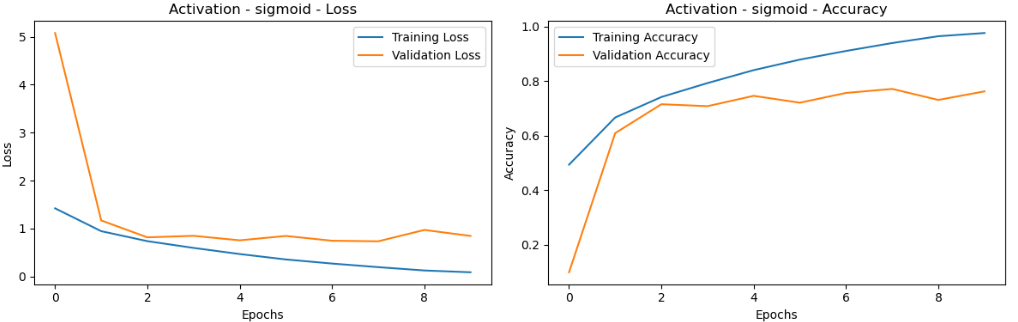 Activation - sigmoid - Loss
Training Loss
Validation Loss
5
4
3
2
1
0
Loss
0
2
4
6
8
Epochs
Activation - sigmoid - Accuracy
Training Accuracy
Validation Accuracy
1.0
0.8
0.6
0.4
0.2
Accuracy
0
2
4
6
8
Epochs